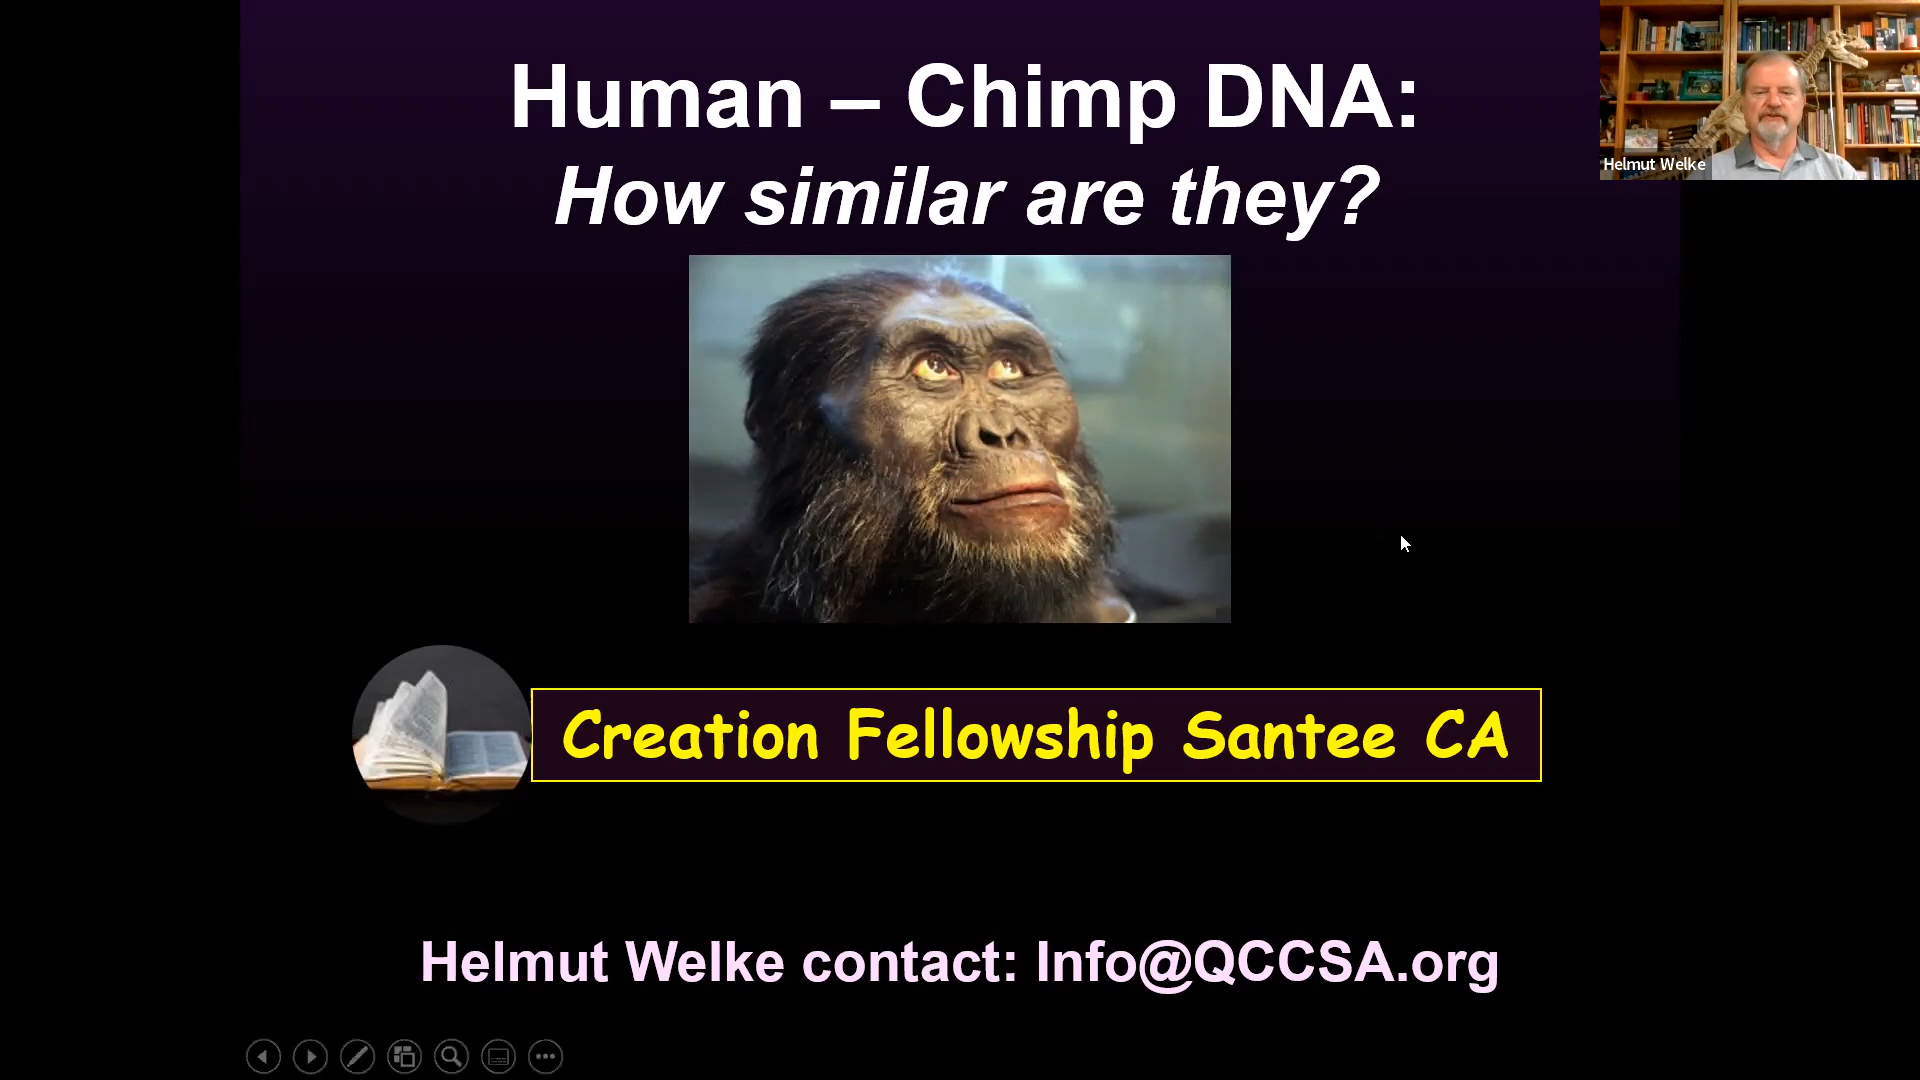 Human – Chimp DNA:
How similar are they?
Helmut Welke
Creation Fellowship Santee CA
Helmut Welke contact: Info@QCCSA.org